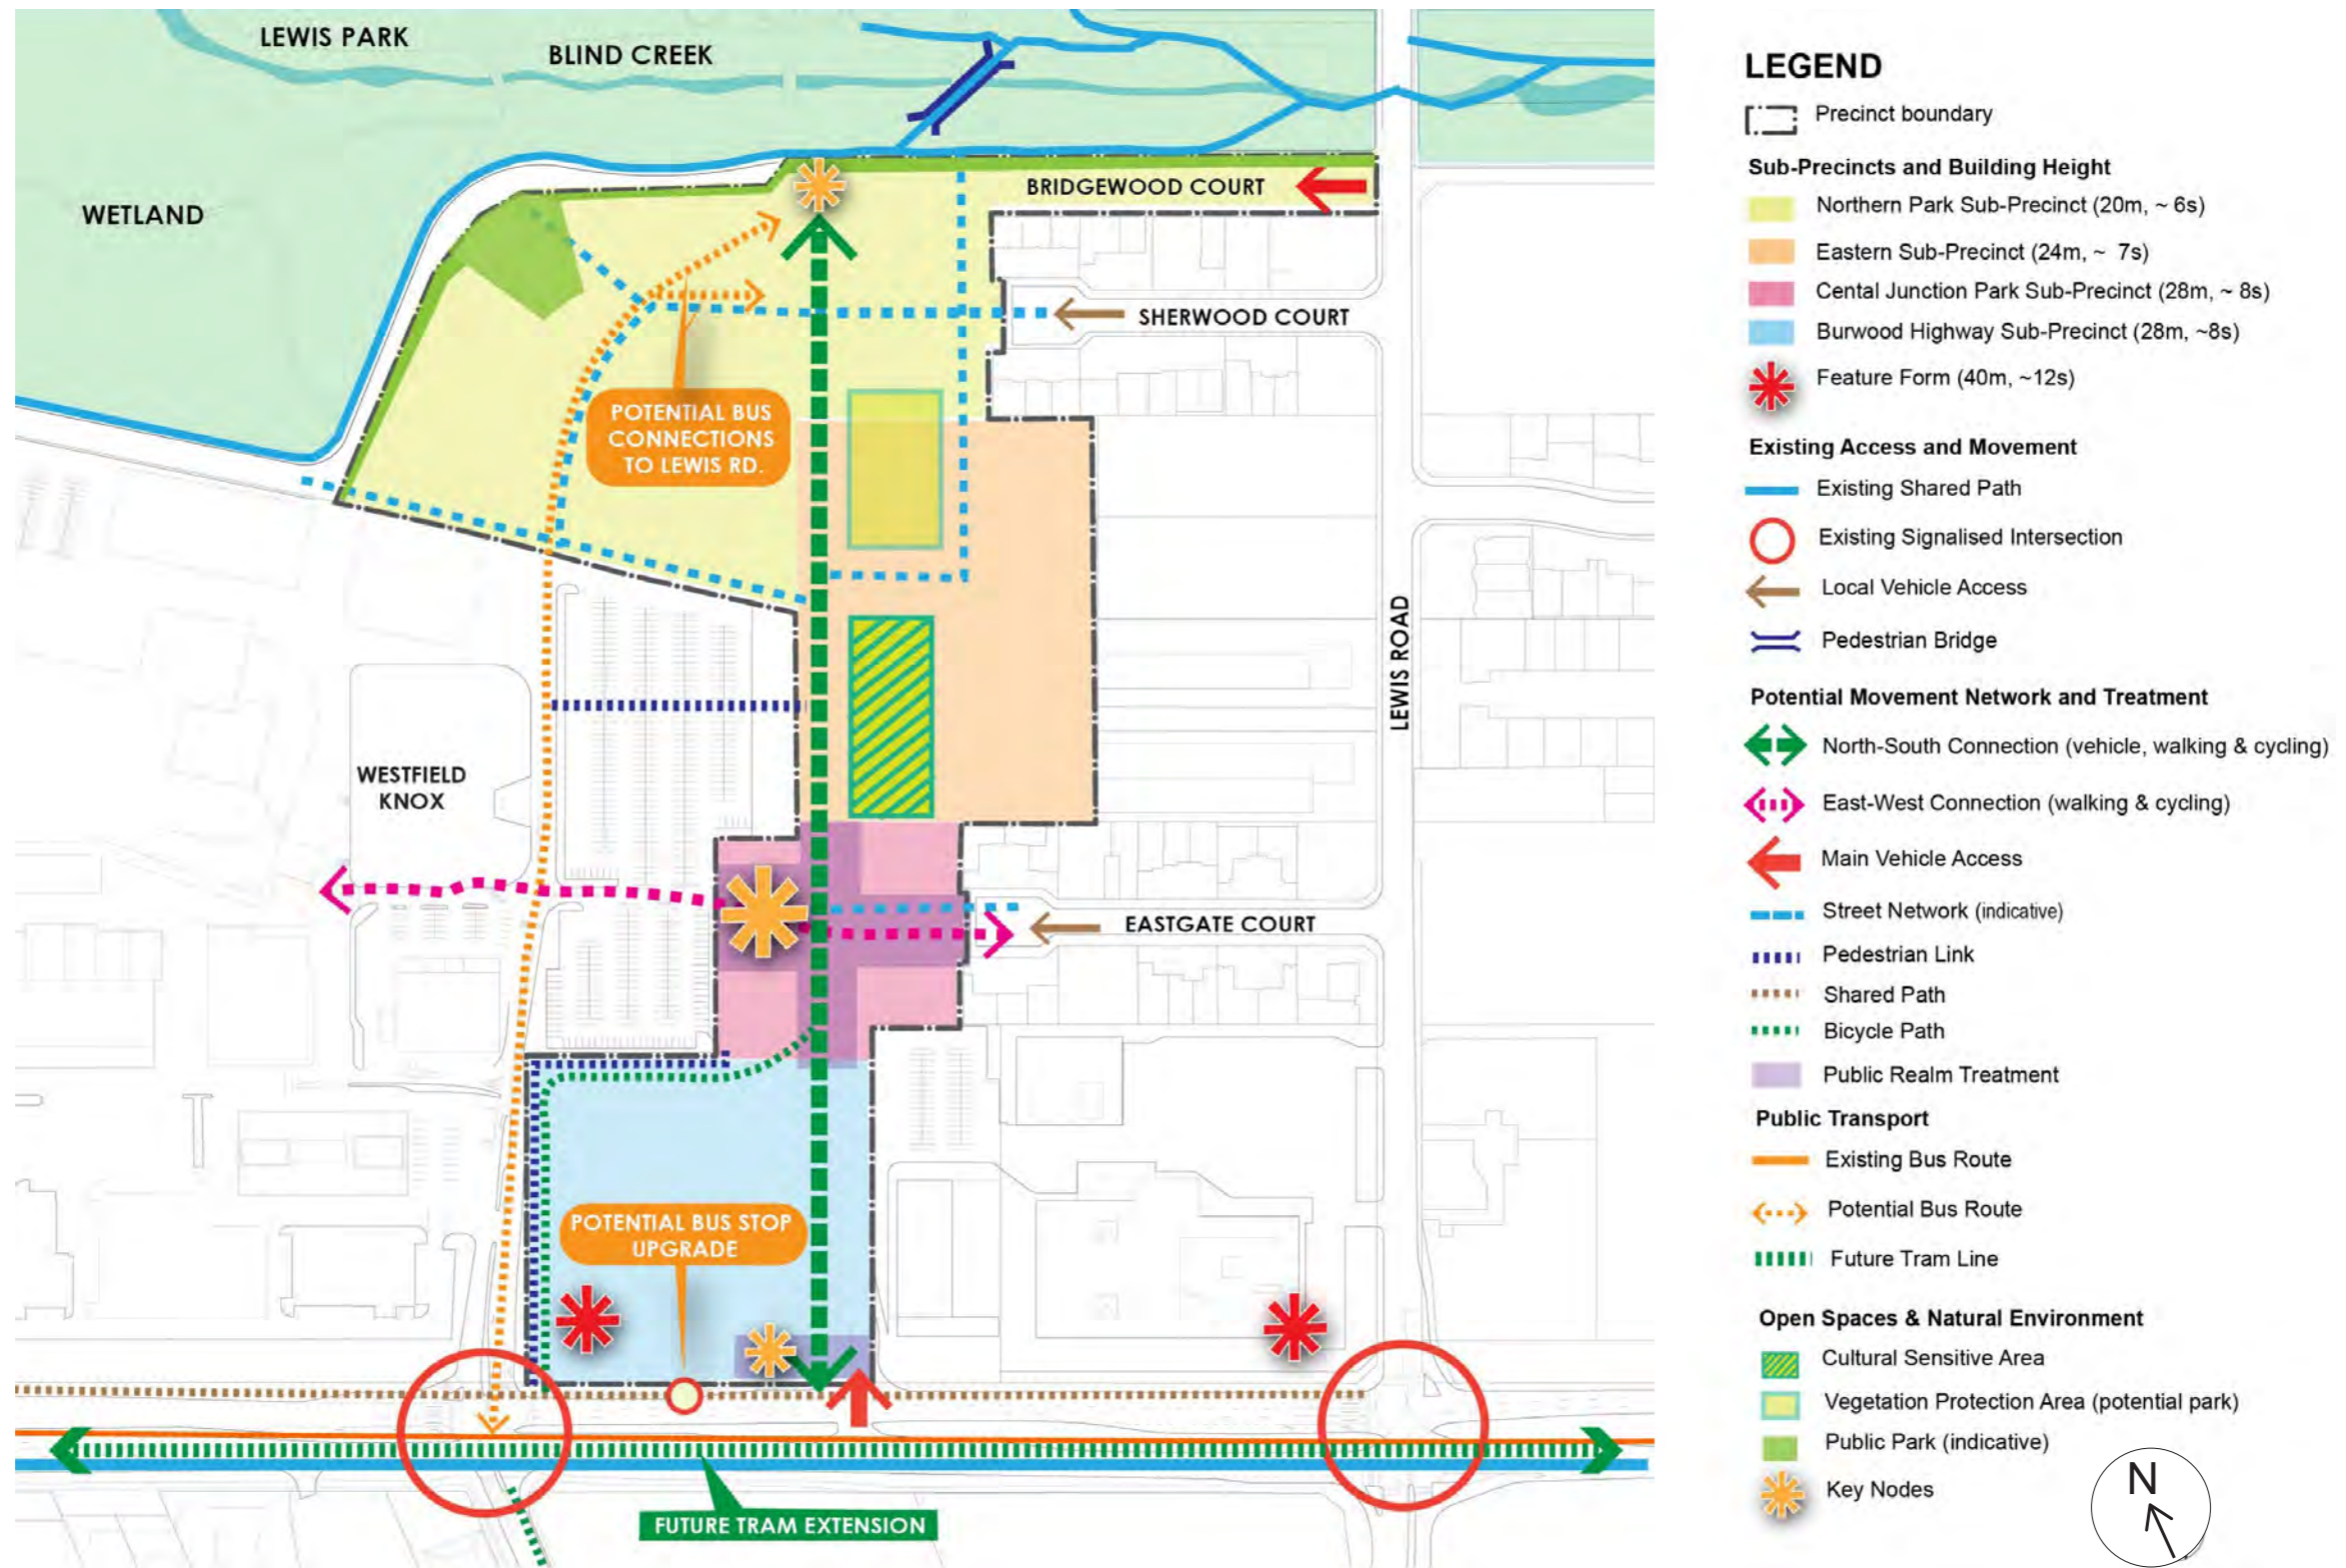 LEWIS PARK
BLIND CREEK
WETLAND
BRIDGEWOOD COURT
SHERWOOD COURT
POTENTIAL BUS
CONNECTIONS
TO LEWIS RD.
LEWIS ROAD
WESTFIELD
KNOX
EASTGATE COURT
POTENTIAL BUS STOP
UPGRADE
FUTURE TRAM EXTENSION
LEGEND
Precinct boundary
Sub-Precincts and Building Height
Northern Park Sub-Precinct (20m, ~ 6s)
Eastern Sub-Precinct (24m, ~ 7s)
Cental Junction Park Sub-Precinct (28m, ~ 8s)
Burwood Highway Sub-Precinct (28m, ~8s)
Feature Form (40m, ~12s)
Existing Access and Movement
Existing Shared Path
Existing Signalised Intersection
Local Vehicle Access
Pedestrian Bridge
Potential Movement Network and Treatment
North-South Connection (vehicle, walking & cycling)
East-West Connection (walking & cycling)
Main Vehicle Access
Street Network (indicative)
Pedestrian Link
Shared Path
Bicycle Path
Public Realm Treatment
Public Transport
Existing Bus Route
Potential Bus Route
Future Tram Line
Open Spaces & Natural Environment
Cultural Sensitive Area
Vegetation Protection Area (potential park)
Public Park (indicative)
Key Nodes
N